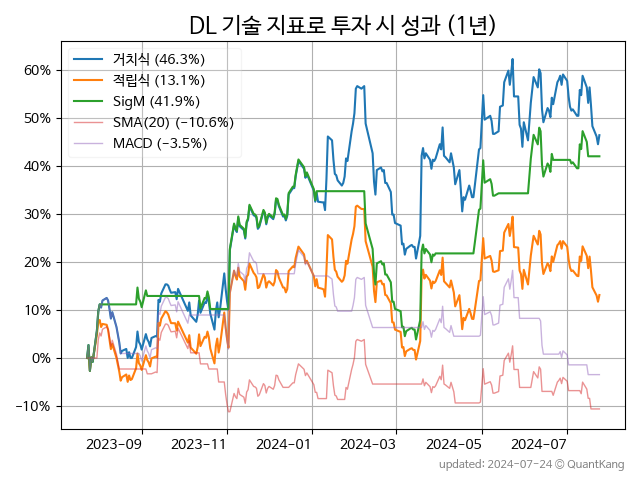 DL 기술 지표로 투자 시 성과 (1년)
거치식 (46.3%)
적립식 (13.1%)
SigM (41.9%)
SMA(20) (−10.6%)
MACD (−3.5%)
60%
50%
40%
30%
20%
10%
0%
−10%
2023-09 2023-11 2024-01 2024-03 2024-05 2024-07
updated: 2024-07-24 © QuantKang